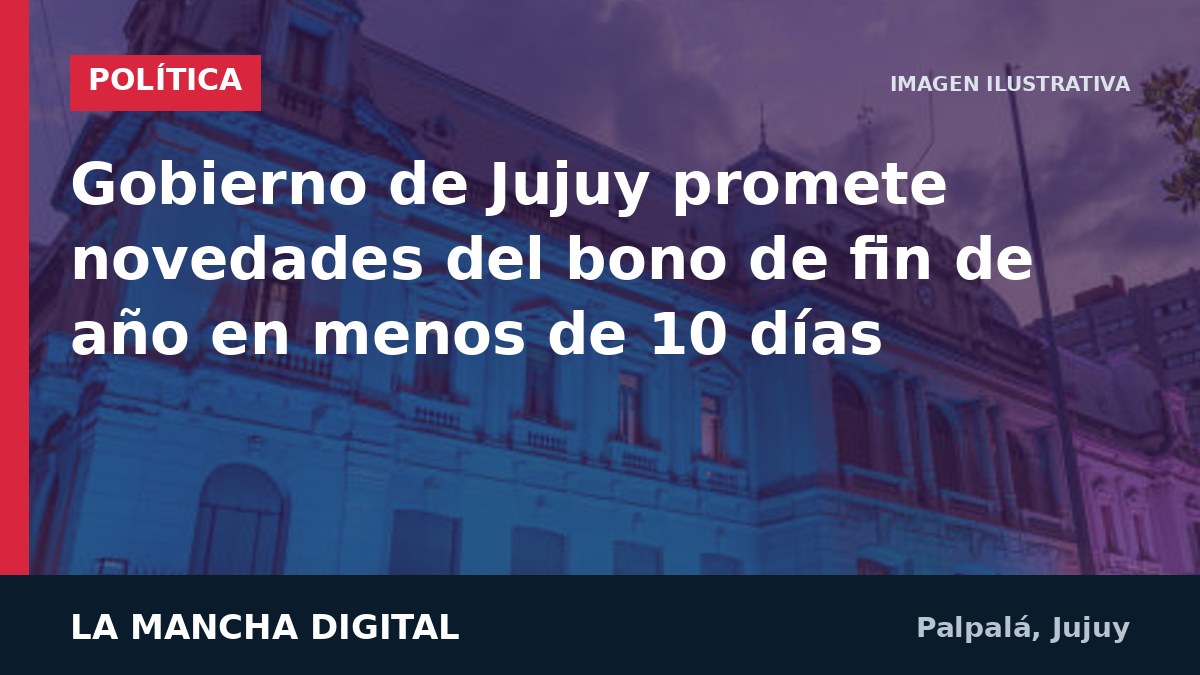 POLÍTICA
IMAGEN ILUSTRATIVA
Gobierno de Jujuy promete
novedades del bono de fin de
año en menos de 10 días
LA MANCHA DIGITAL
Palpalá, Jujuy